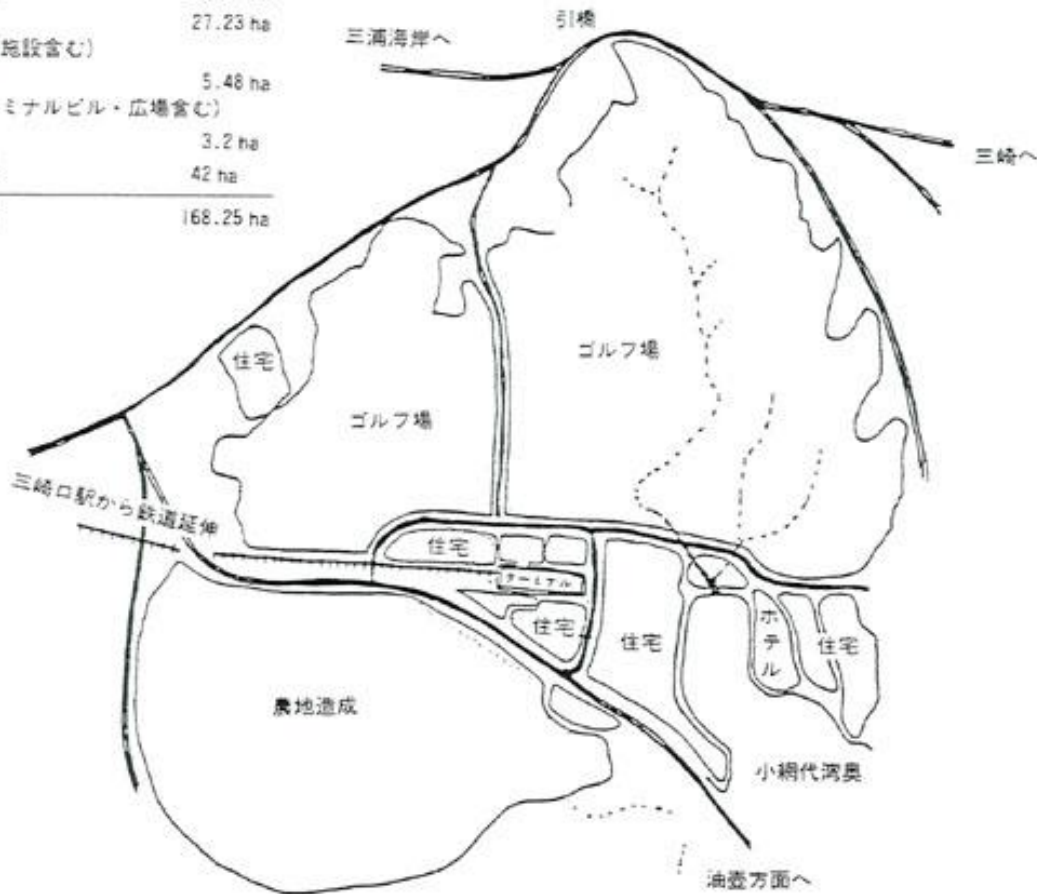 27.23 ha
施設含む)
5.48 ha
ミナルビル・広場含む)
3.2 ha
42 ha
168.25 ha
引橋
三浦海岸へ
三崎へ
住宅
ゴルフ場
ゴルフ場
三崎口駅から鉄道延伸
住宅
ターミナル
住宅
住宅
ホテル
住宅
農地造成
小網代湾奥
油壺方面へ